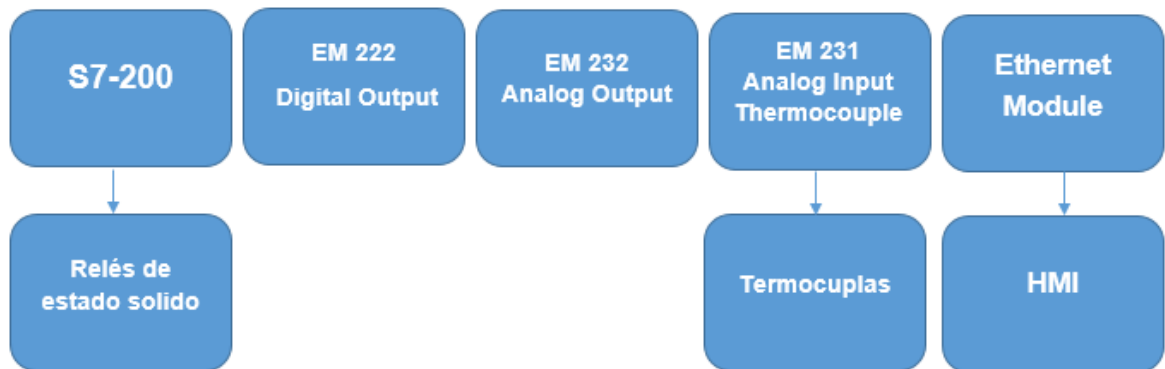 S7-200
EM 222
Digital Output
EM 232
Analog Output
EM 231
Analog Input
Thermocouple
Ethernet
Module
Relés de
estado solido
Termocuplas
HMI